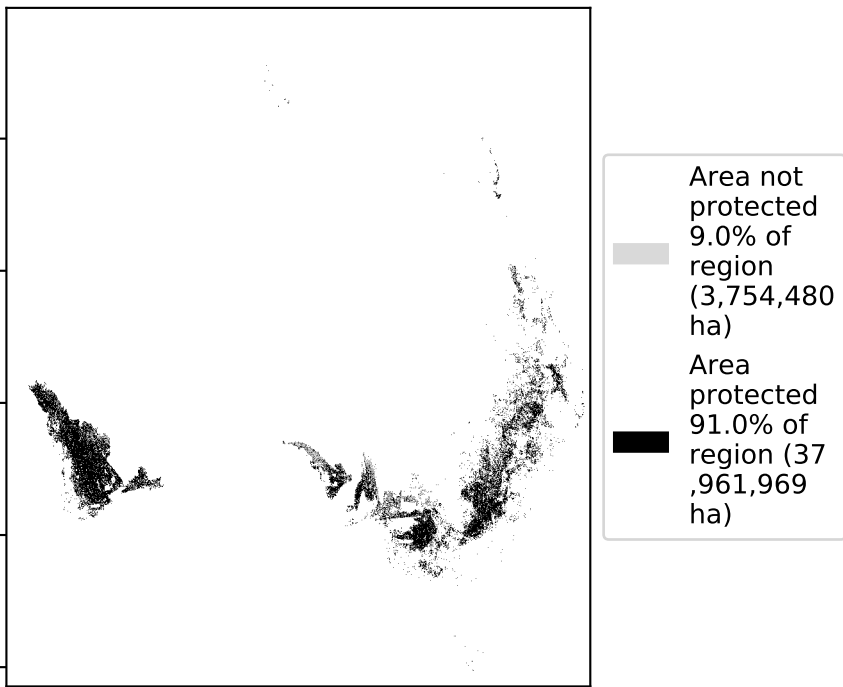 Area not
protected
9.0% of
region
(3,754,480
ha)
Area
protected
91.0% of
region (37
,961,969
ha)